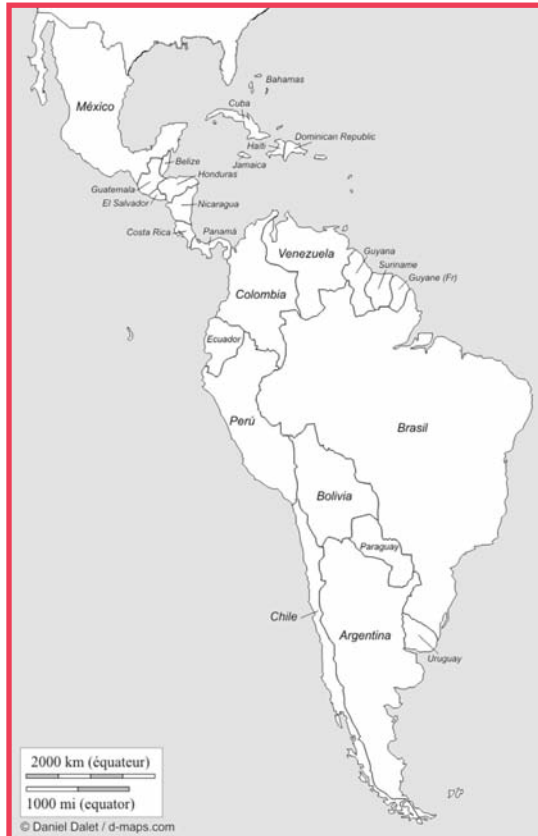 Bahamas
México
Cuba
Dominican Republic
Haïti
Jamaica
Belize
Honduras
Guatemala
El Salvador
Nicaragua
Costa Rica
Panamá
Venezuela
Guyana
Suriname
Guyane (Fr)
Colombia
Ecuador
Perú
Brasil
Bolivia
Paraguay
Chile
Argentina
Uruguay
2000 km (équateur)
1000 mi (equator)
© Daniel Dalet / d-maps.com